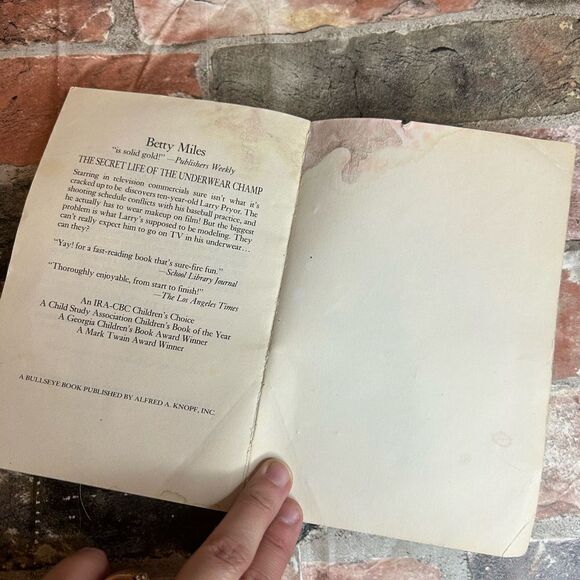 Betty Miles
"is solid gold!" —Publishers Weekly
THE SECRET LIFE OF THE UNDERWEAR CHAMP
Starring in television commercials sure isn't what it's
cracked up to be discovers ten-year-old Larry Pryor. The
shooting schedule conflicts with his baseball practice, and
he actually has to wear makeup on film! But the biggest
problem is what Larry's supposed to be modeling. They
can't really expect him to go on TV in his underwear...
can they?
"Yay! for a fast-reading book that's sure-fire fun."
—School Library Journal
"Thoroughly enjoyable, from start to finish!"
—The Los Angeles Times
An IRA-CBC Children's Choice
A Child Study Association Children's Book of the Year
A Georgia Children's Book Award Winner
A Mark Twain Award Winner
A BULLSEYE BOOK PUBLISHED BY ALFRED A. KNOPF, INC.